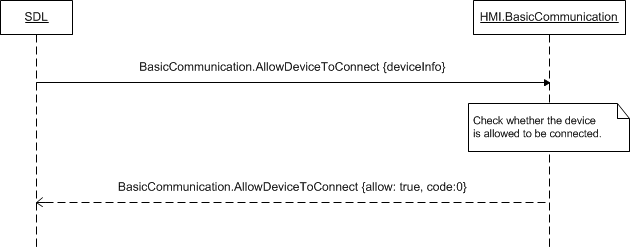 SDL
HMI.BasicCommunication
BasicCommunication.AllowDeviceToConnect {deviceInfo}
Check whether the device
is allowed to be connected.
BasicCommunication.AllowDeviceToConnect {allow: true, code:0}